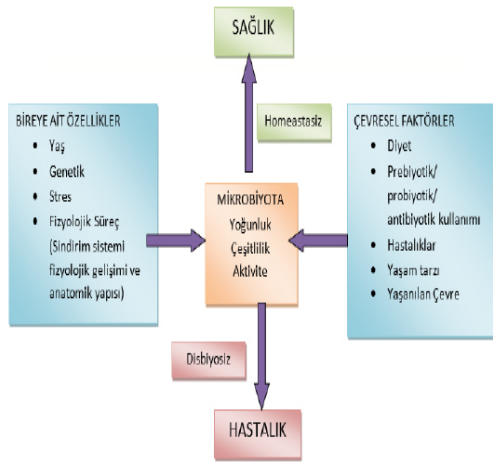 SAĞLIK
Homeastasiz
BİREYE AİT ÖZELLİKLER
• Yaş
• Genetik
• Stres
• Fizyolojik Süreç
(Sindirim sistemi
fizyolojik gelişimi ve
anatomik yapısı)
MİKROBİYOTA
Yoğunluk
Çeşitlilik
Aktivite
ÇEVRESEL FAKTÖRLER
• Diyet
• Prebiyotik/
probiyotik/
antibiyotik kullanımı
• Hastalıklar
• Yaşam tarzı
• Yaşanılan Çevre
Disbiyosiz
HASTALIK